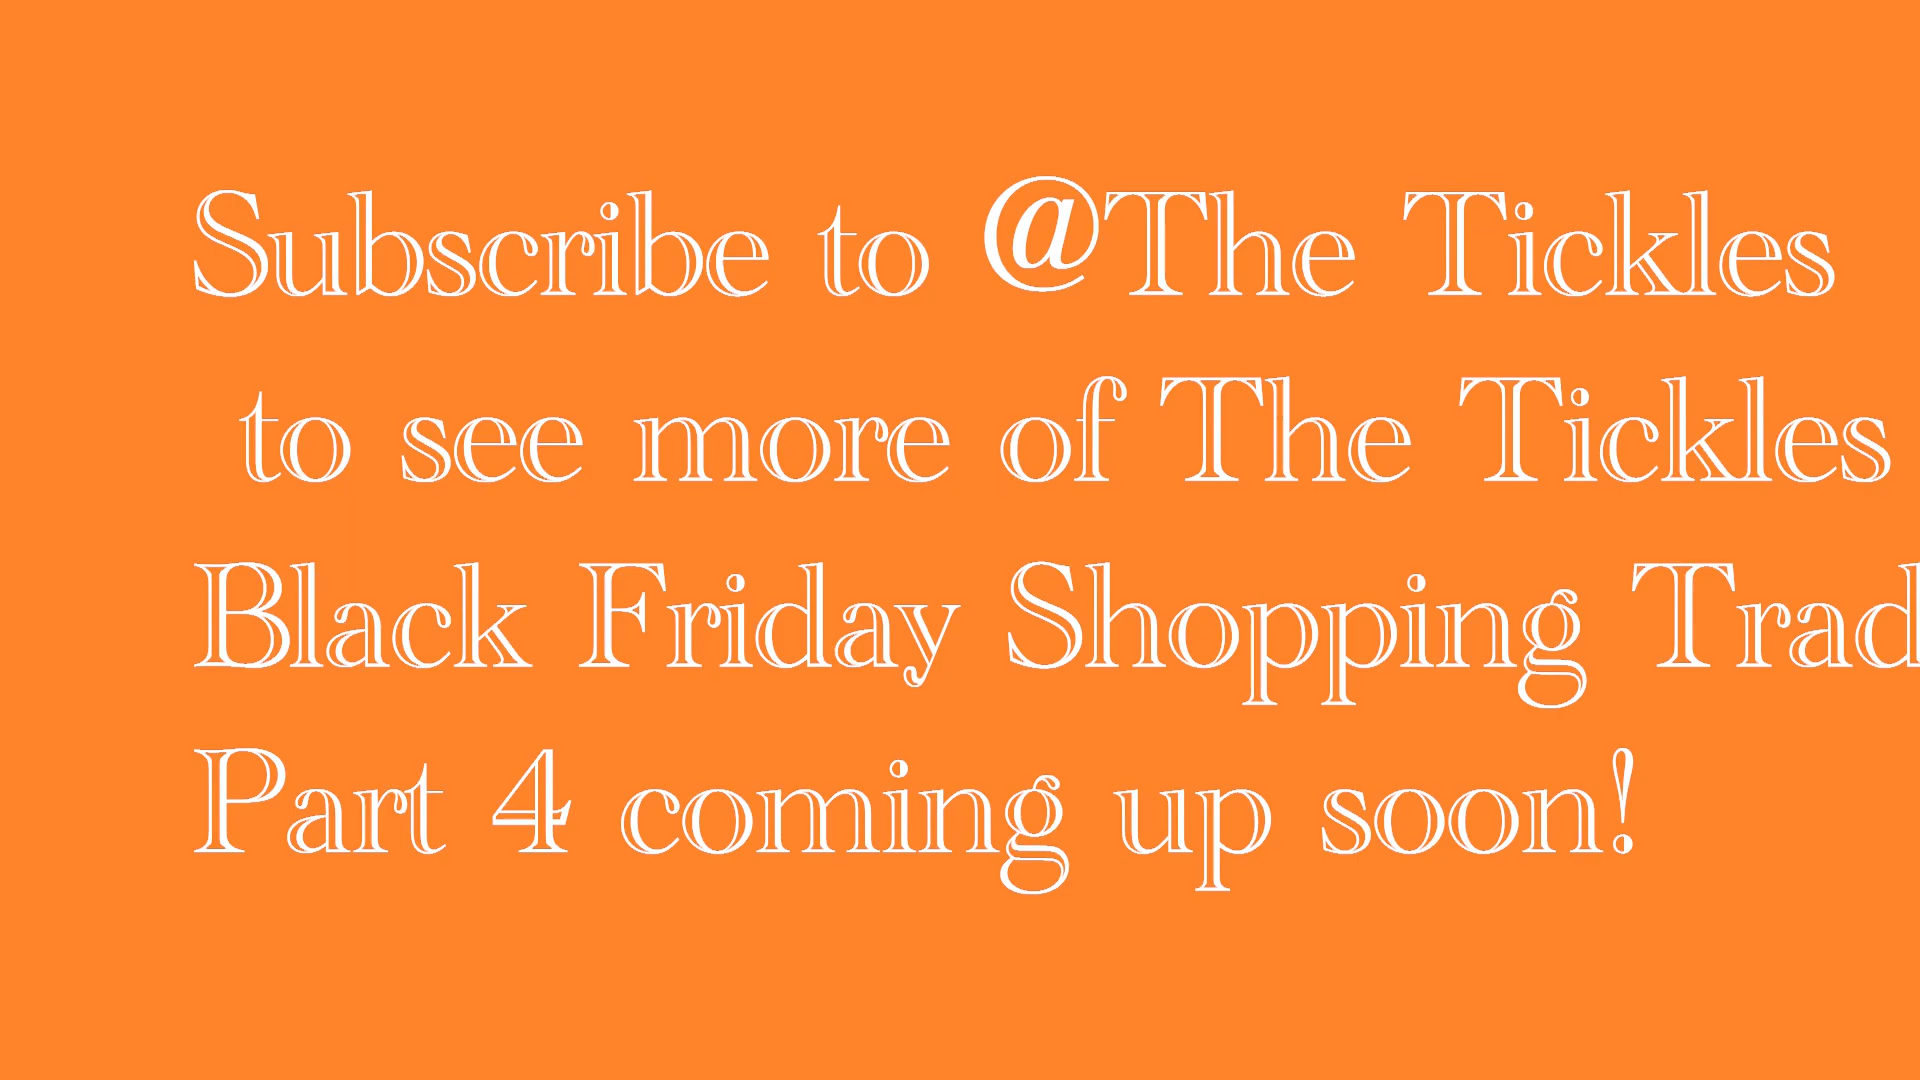 Subscribe to @The Tickles
to see more of The Tickles
Black Friday Shopping Trad
Part 4 coming up soon!